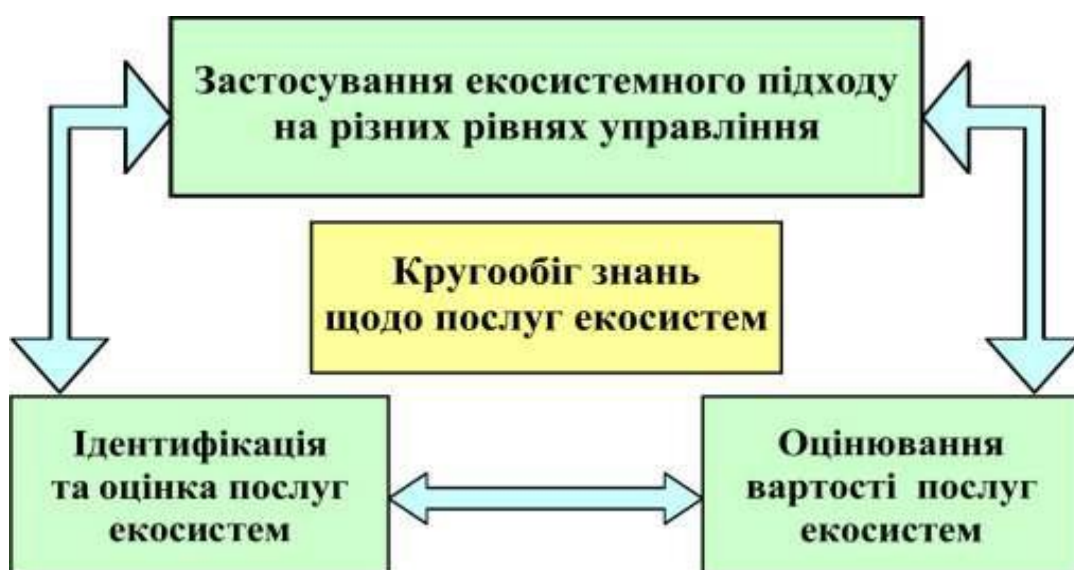 Застосування екосистемного підходу
на різних рівнях управління
Кругообіг знань
щодо послуг екосистем
Ідентифікація
та оцінка послуг
екосистем
Оцінювання
вартості послуг
екосистем